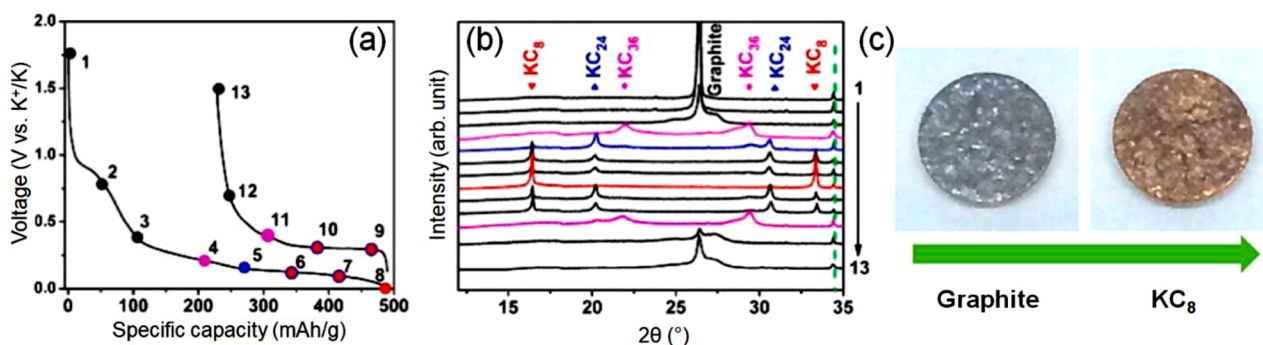 (a)
2.0
1.5
1.0
0.5
0.0
Voltage (V vs. K⁺/K)
0 100 200 300 400 500
Specific capacity (mAh/g)
1
2
3
4
5
6
7
8
9
10
11
12
13
(b)
KC₈
KC₂₄
KC₃₆
Graphite
KC₃₆
KC₂₄
KC₈
1
13
Intensity (arb. unit)
15 20 25 30 35
2θ (°)
(c)
Graphite
KC₈